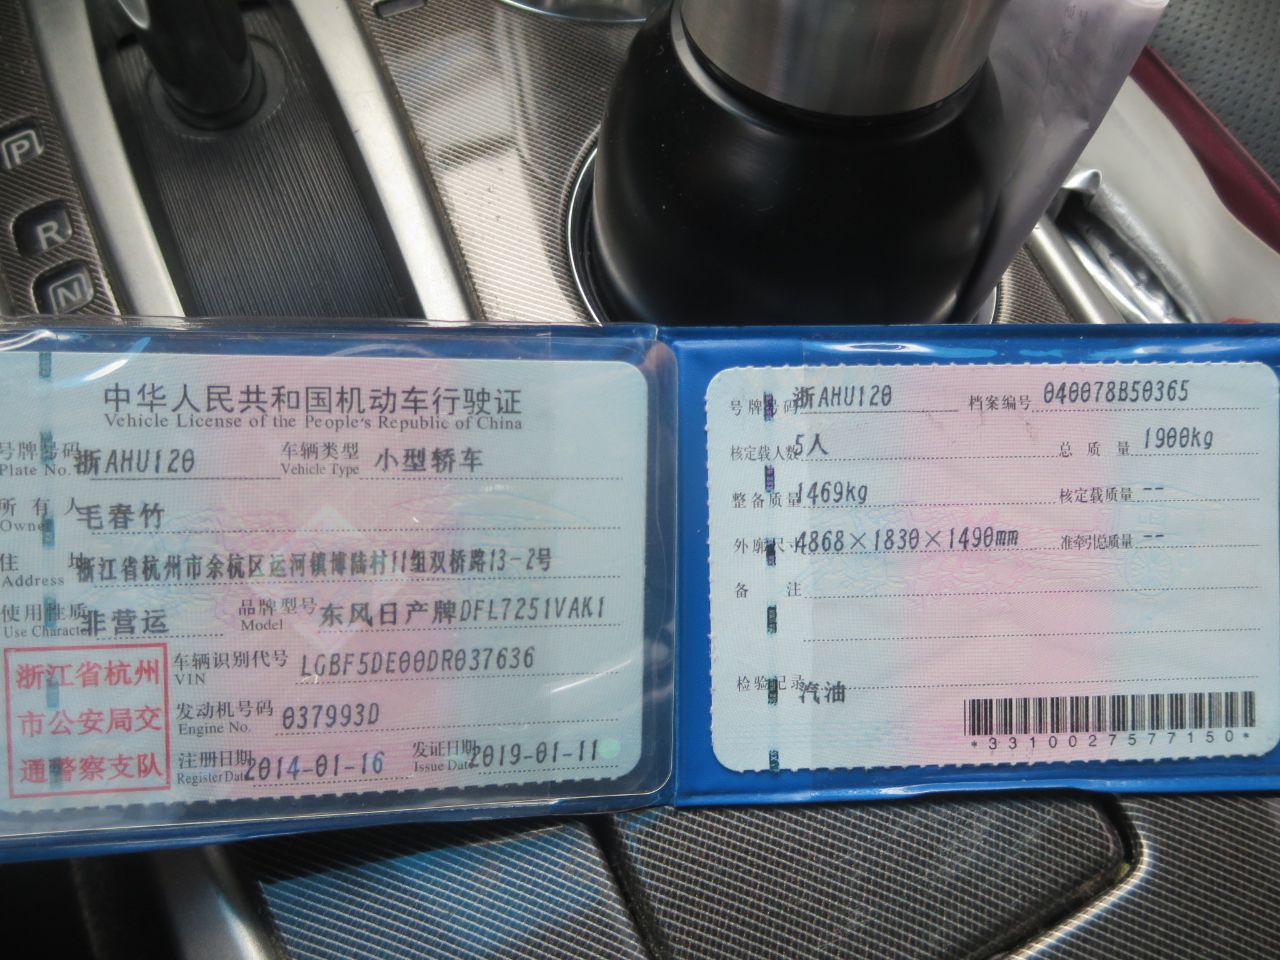 P
R
N
中华人民共和国机动车行驶证
Vehicle License of the People's Republic of China
号牌号码 浙AHU120 车辆类型 小型轿车
Plate No. Vehicle Type
所有人 毛春竹
Owner
住址 浙江省杭州市余杭区运河镇博陆村11组双桥路13-2号
Address
使用性质 非营运 品牌型号 东风日产牌DFL7251VAK1
Use Character Model
浙江省杭州
市公安局交
通警察支队
车辆识别代号 LGBF5DE00DR037636
VIN
发动机号码 037993D
Engine No.
注册日期 2014-01-16 发证日期 2019-01-11
Register Date Issue Date
号牌号码 浙AHU120 档案编号 040078B50365
核定载人数 5人 总质量 1900kg
整备质量 1469kg 核定载质量 --
外廓尺寸 4868×1830×1490mm 准牵引总质量 --
备注
检验记录 汽油
*3310027577150*